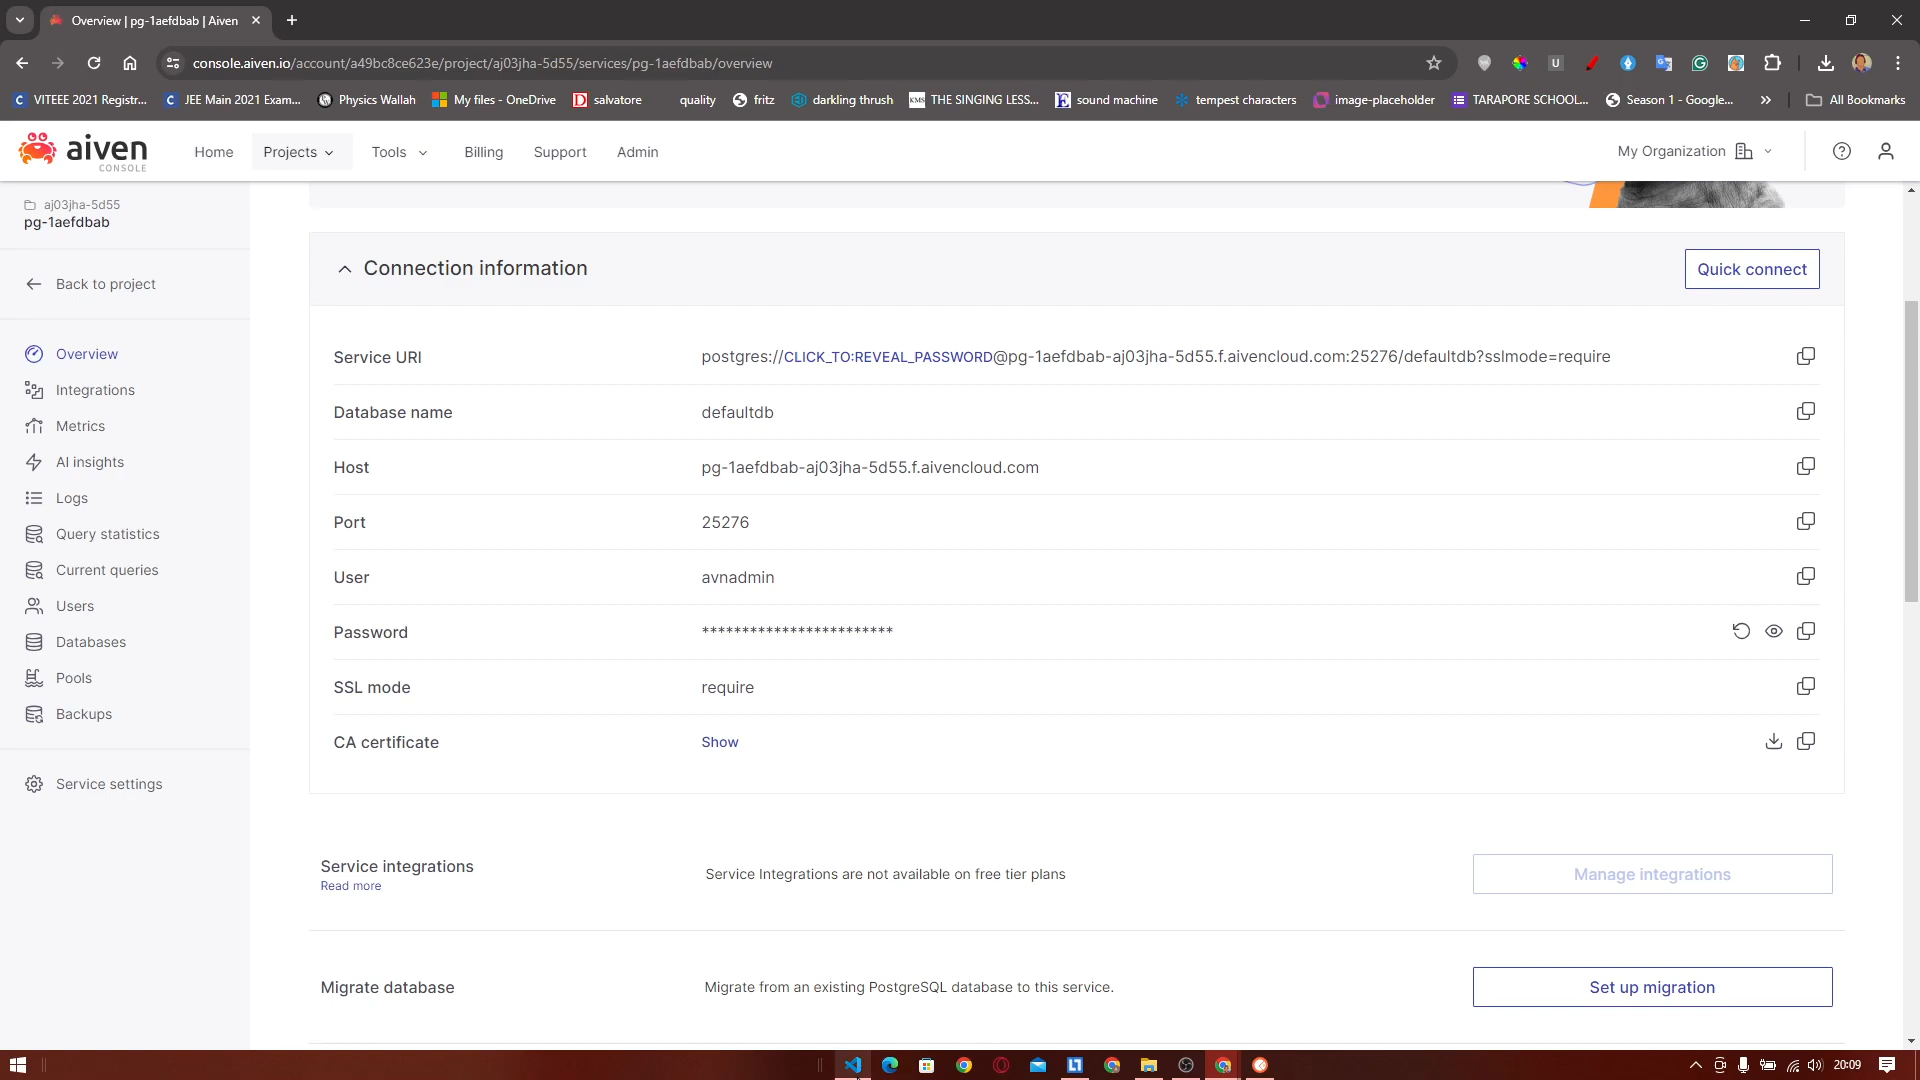 Overview | pg-1aefdbab | Aiven
console.aiven.io/account/a49bc8ce623e/project/aj03jha-5d55/services/pg-1aefdbab/overview
VITEEE 2021 Registr...
JEE Main 2021 Exam...
Physics Wallah
My files - OneDrive
salvatore
quality
fritz
darkling thrush
KMS
THE SINGING LESS...
sound machine
tempest characters
image-placeholder
TARAPORE SCHOOL...
Season 1 - Google...
All Bookmarks
aiven
CONSOLE
Home
Projects
Tools
Billing
Support
Admin
My Organization
aj03jha-5d55
pg-1aefdbab
Back to project
Overview
Integrations
Metrics
AI insights
Logs
Query statistics
Current queries
Users
Databases
Pools
Backups
Service settings
Connection information
Quick connect
Service URI
postgres://CLICK_TO:REVEAL_PASSWORD@pg-1aefdbab-aj03jha-5d55.f.aivencloud.com:25276/defaultdb?sslmode=require
Database name
defaultdb
Host
pg-1aefdbab-aj03jha-5d55.f.aivencloud.com
Port
25276
User
avnadmin
Password
************************
SSL mode
require
CA certificate
Show
Service integrations
Read more
Service Integrations are not available on free tier plans
Manage integrations
Migrate database
Migrate from an existing PostgreSQL database to this service.
Set up migration
20:09